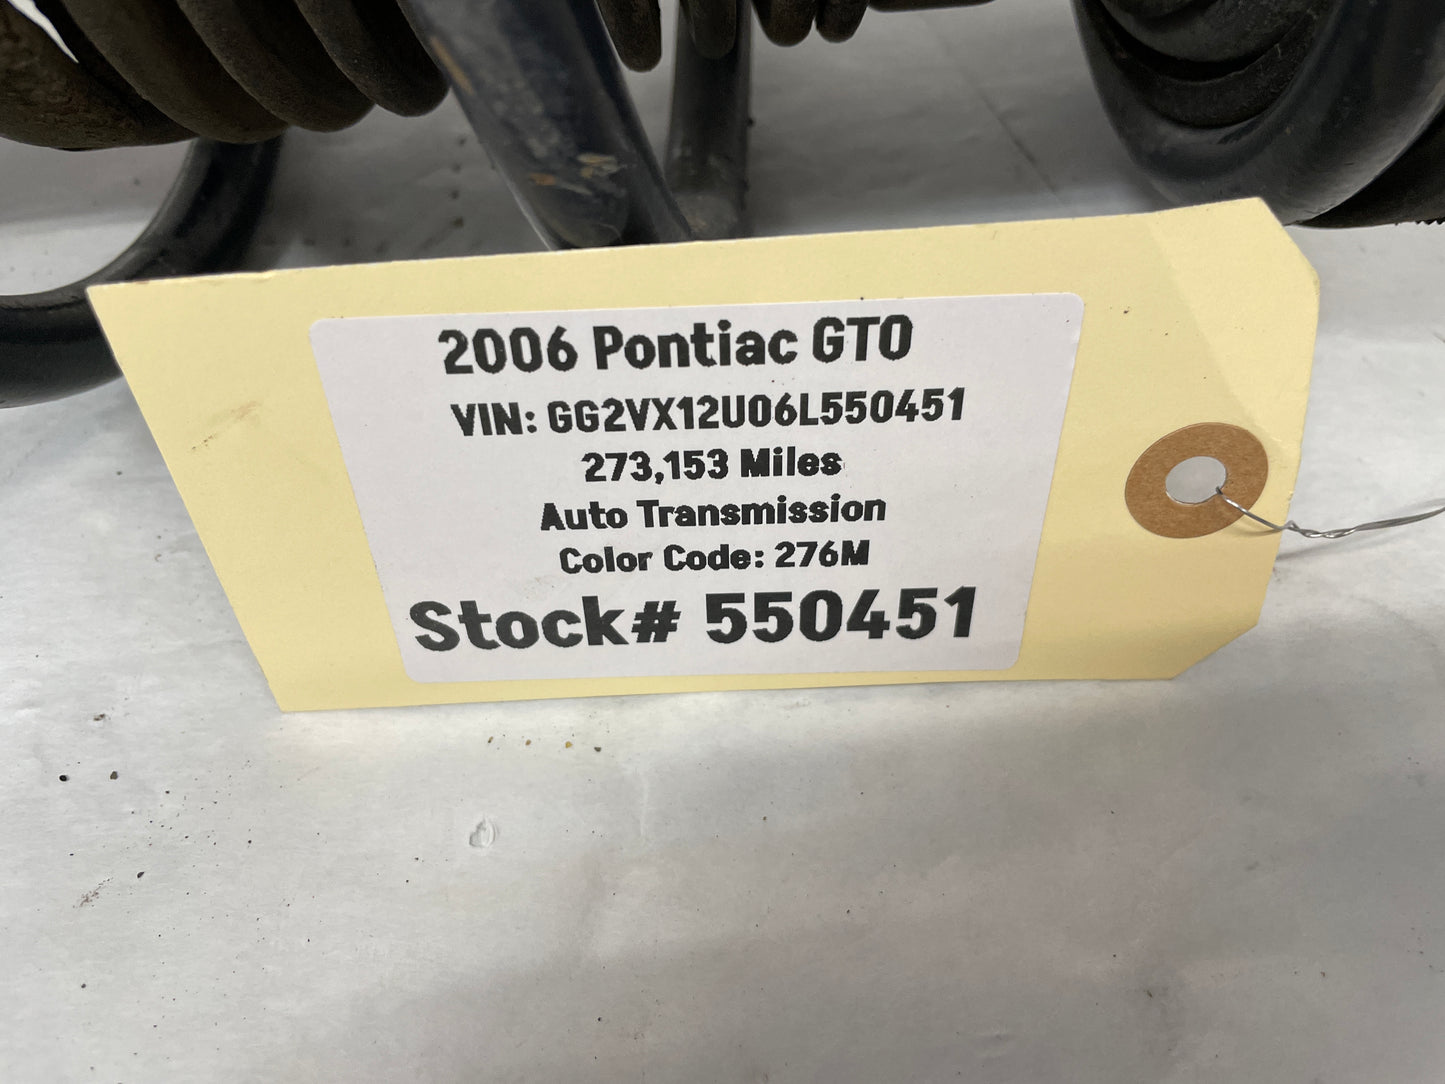 2006 Pontiac GTO
VIN: GG2VX12U06L550451
273,153 Miles
Auto Transmission
Color Code: 276M
Stock# 550451